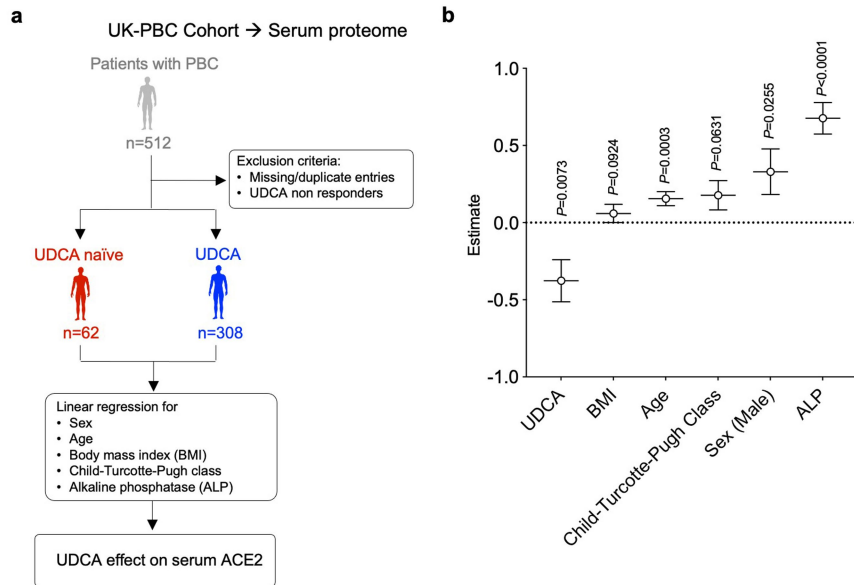 a
UK-PBC Cohort → Serum proteome
Patients with PBC
n=512
Exclusion criteria:
• Missing/duplicate entries
• UDCA non responders
UDCA naïve
UDCA
n=62
n=308
Linear regression for
• Sex
• Age
• Body mass index (BMI)
• Child-Turcotte-Pugh class
• Alkaline phosphatase (ALP)
UDCA effect on serum ACE2
b
Estimate
1.0
0.5
0.0
-0.5
-1.0
P=0.0073
P=0.0924
P=0.0003
P=0.0631
P=0.0255
P<0.0001
UDCA
BMI
Age
Child-Turcotte-Pugh Class
Sex (Male)
ALP